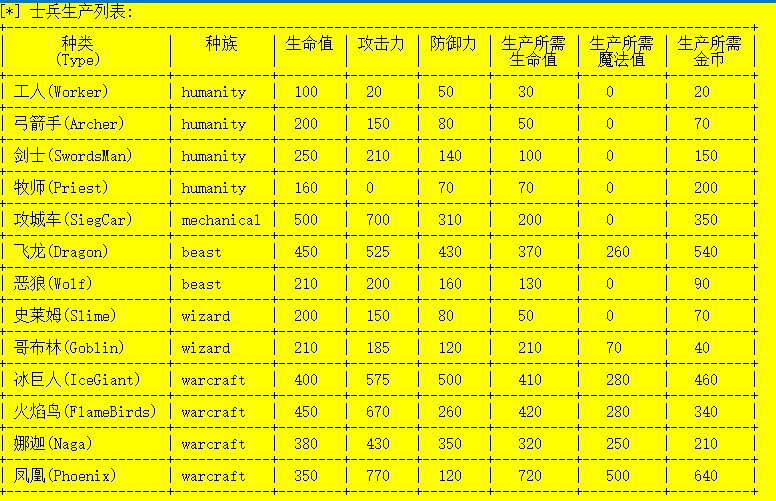 [*] 士兵生产列表:
+--------------------+------------+--------+--------+--------+----------+----------+----------+
| 种类 | 种族 | 生命值 | 攻击力 | 防御力 | 生产所需 | 生产所需 | 生产所需 |
(Type) 生命值 魔法值 金币
| 工人(Worker) | humanity | 100 | 20 | 50 | 30 | 0 | 20 |
| 弓箭手(Archer) | humanity | 200 | 150 | 80 | 50 | 0 | 70 |
| 剑士(SwordsMan) | humanity | 250 | 210 | 140 | 100 | 0 | 150 |
| 牧师(Priest) | humanity | 160 | 0 | 70 | 70 | 0 | 200 |
| 攻城车(SiegCar) | mechanical | 500 | 700 | 310 | 200 | 0 | 350 |
| 飞龙(Dragon) | beast | 450 | 525 | 430 | 370 | 260 | 540 |
| 恶狼(Wolf) | beast | 210 | 200 | 160 | 130 | 0 | 90 |
| 史莱姆(Slime) | wizard | 200 | 150 | 80 | 50 | 0 | 70 |
| 哥布林(Goblin) | wizard | 210 | 185 | 120 | 210 | 70 | 40 |
| 冰巨人(IceGiant) | warcraft | 400 | 575 | 500 | 410 | 280 | 460 |
| 火焰鸟(FlameBirds) | warcraft | 450 | 670 | 260 | 420 | 280 | 340 |
| 娜迦(Naga) | warcraft | 380 | 430 | 350 | 320 | 250 | 210 |
| 凤凰(Phoenix) | warcraft | 350 | 770 | 120 | 720 | 500 | 640 |